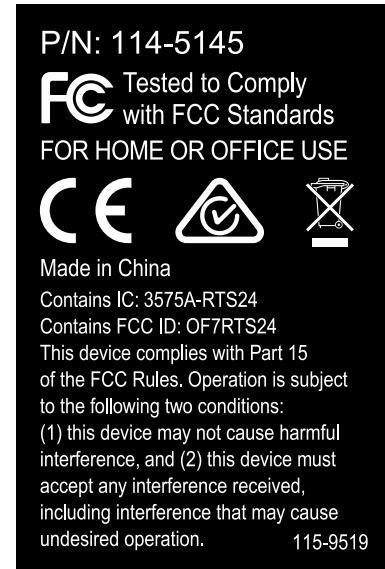 P/N: 114-5145
FC Tested to Comply
with FCC Standards
FOR HOME OR OFFICE USE
CE
Made in China
Contains IC: 3575A-RTS24
Contains FCC ID: OF7RTS24
This device complies with Part 15
of the FCC Rules. Operation is subject
to the following two conditions:
(1) this device may not cause harmful
interference, and (2) this device must
accept any interference received,
including interference that may cause
undesired operation. 115-9519